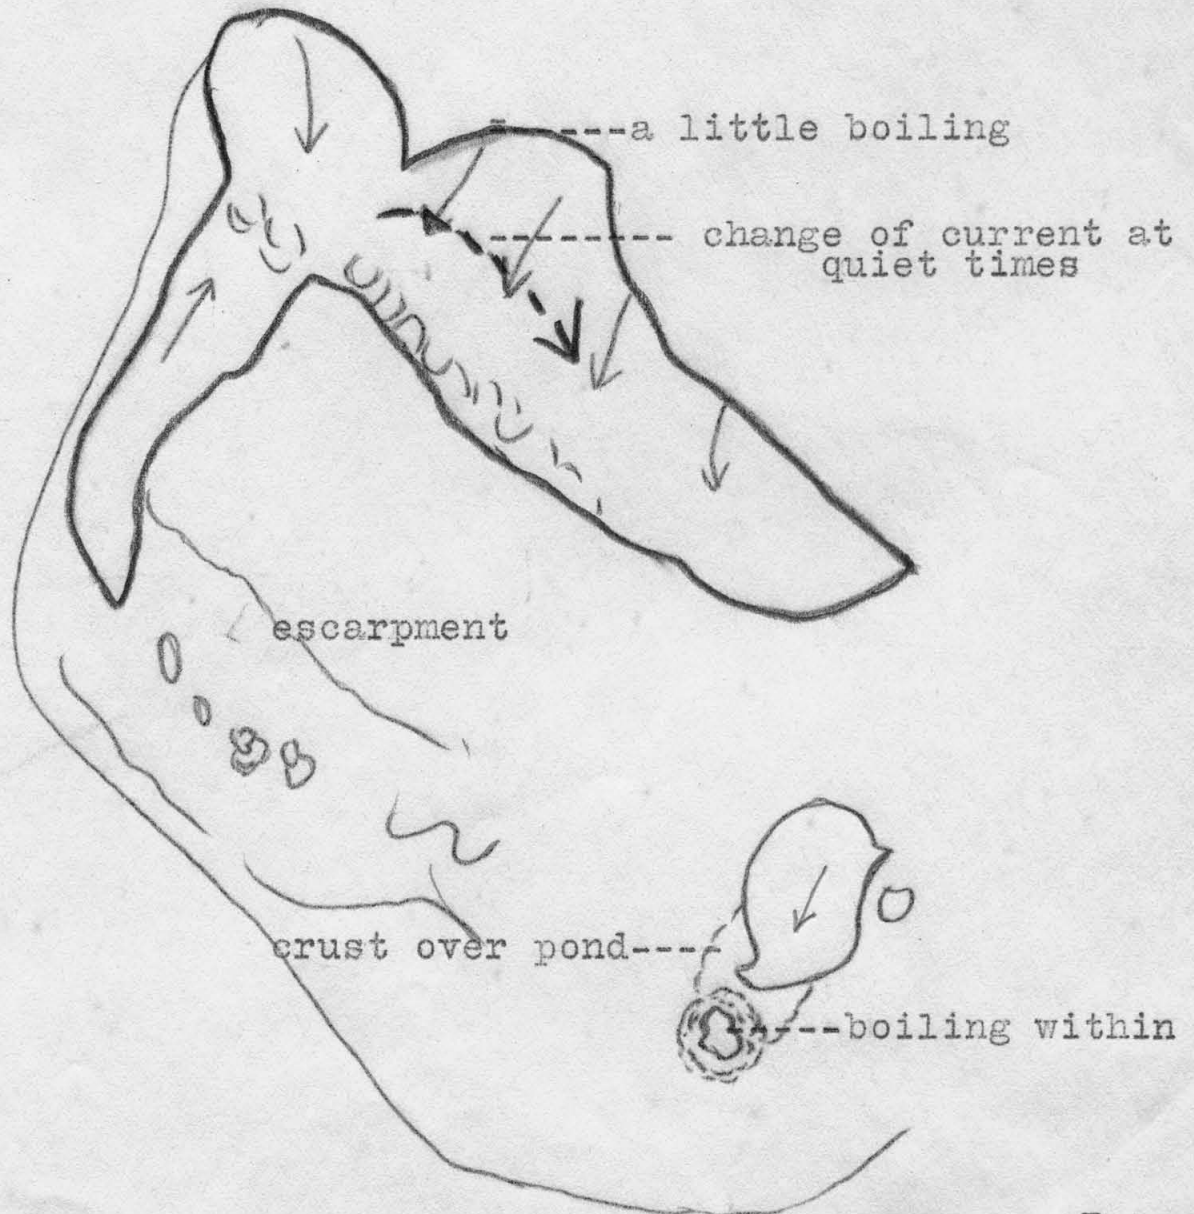 -----a little boiling
-------- change of current at
quiet times
escarpment
crust over pond----
-----boiling within